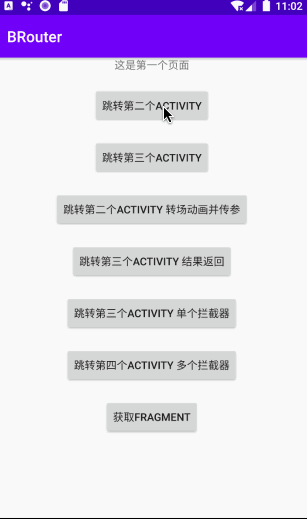 11:02
BRouter
这是第一个页面
跳转第二个ACTIVITY
跳转第三个ACTIVITY
跳转第二个ACTIVITY 转场动画并传参
跳转第三个ACTIVITY 结果返回
跳转第三个ACTIVITY 单个拦截器
跳转第四个ACTIVITY 多个拦截器
获取FRAGMENT